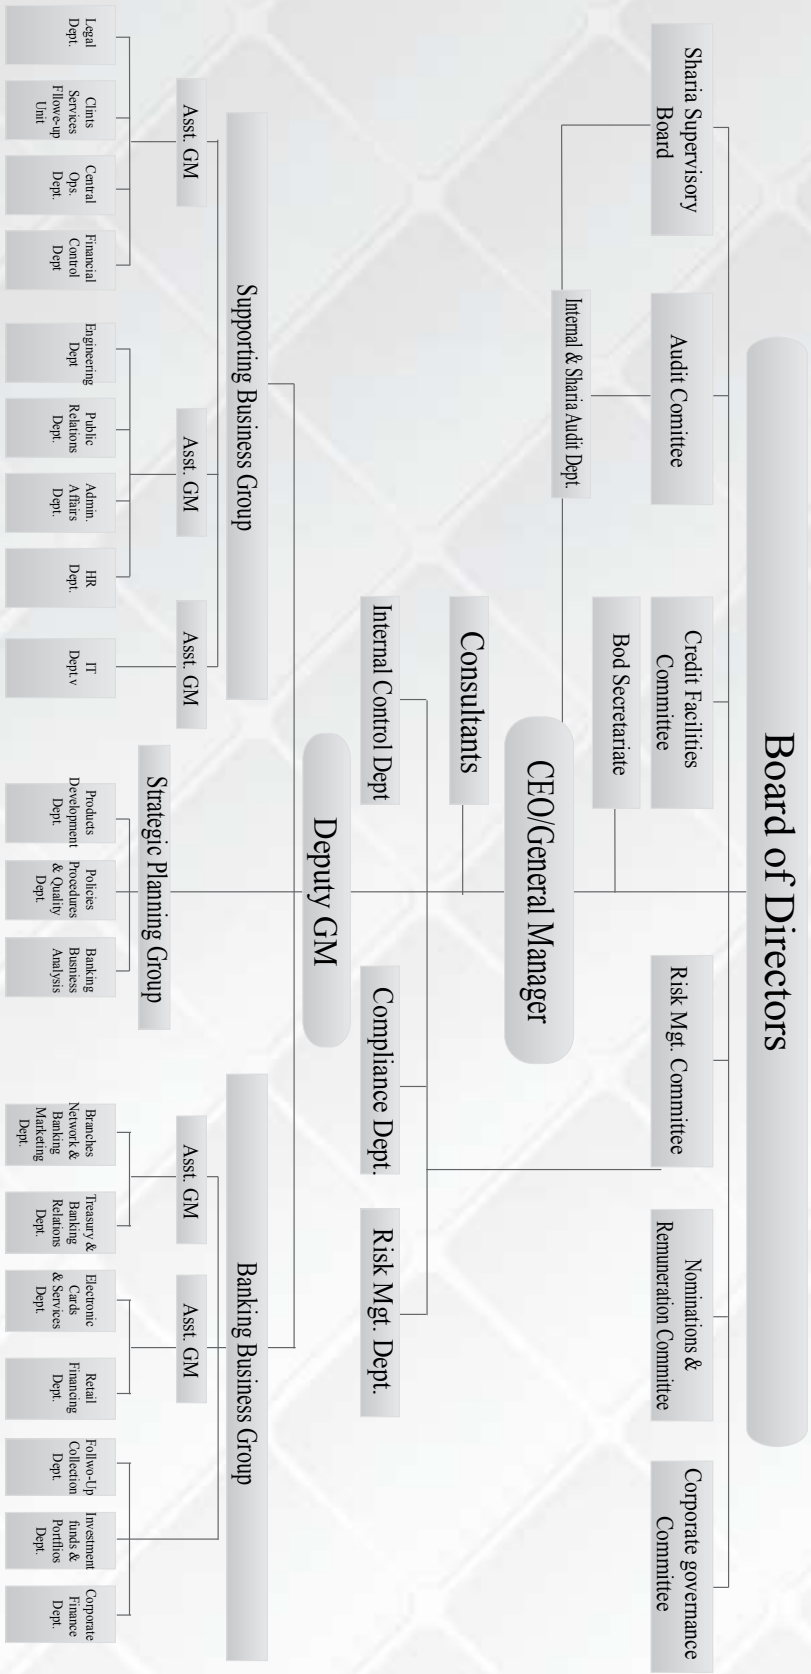 Board of Directors
Sharia Supervisory
Board
Audit Comittee
Credit Facilities
Committee
Risk Mgt. Committee
Nominations &
Remuneration Committee
Corporate governance
Committee
Bod Secretariate
Internal & Sharia Audit Dept.
CEO/General Manager
Consultants
Internal Control Dept
Compliance Dept.
Risk Mgt. Dept.
Deputy GM
Supporting Business Group
Banking Business Group
Strategic Planning Group
Asst. GM
Asst. GM
Asst. GM
Asst. GM
Asst. GM
Legal
Dept.
Clints
Services
Fllowe-up
Unit
Central
Ops.
Dept.
Financial
Control
Dept
Engineering
Dept
Public
Relations
Dept.
Admin.
Affairs
Dept.
HR
Dept.
IT
Dept.v
Products
Development
Dept.
Policies
Procedures
& Quality
Dept.
Banking
Busniess
Analysis
Branches
Network &
Banking
Marketing
Dept.
Treasury &
Banking
Relations
Dept.
Electronic
Cards
& Services
Dept.
Retail
Financing
Dept.
Follwo-Up
Collection
Dept.
Investment
funds &
Portflios
Dept.
Corporate
Finance
Dept.